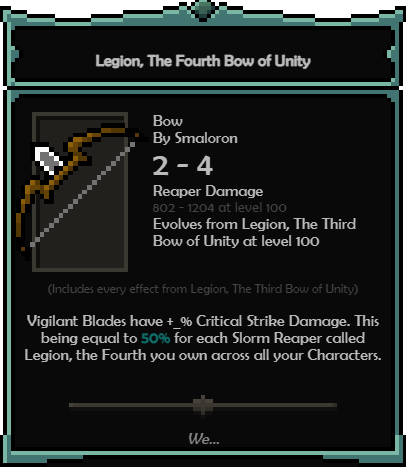 Legion, The Fourth Bow of Unity
Bow
By Smaloron
2 - 4
Reaper Damage
802 - 1204 at level 100
Evolves from Legion, The Third
Bow of Unity at level 100
(Includes every effect from Legion, The Third Bow of Unity)
Vigilant Blades have +_% Critical Strike Damage. This
being equal to 50% for each Slorm Reaper called
Legion, the Fourth you own across all your Characters.
We...